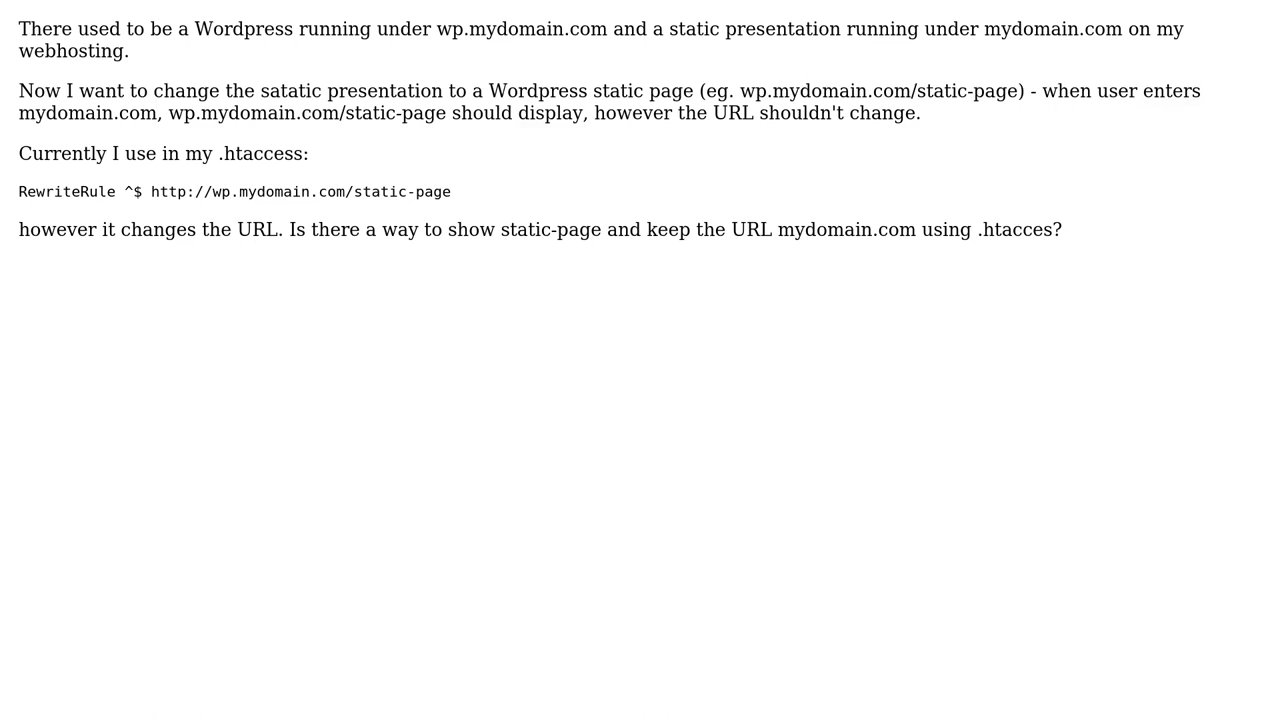 There used to be a Wordpress running under wp.mydomain.com and a static presentation running under mydomain.com on my
webhosting.
Now I want to change the satatic presentation to a Wordpress static page (eg. wp.mydomain.com/static-page) - when user enters
mydomain.com, wp.mydomain.com/static-page should display, however the URL shouldn't change.
Currently I use in my .htaccess:
RewriteRule ^$ http://wp.mydomain.com/static-page
however it changes the URL. Is there a way to show static-page and keep the URL mydomain.com using .htacces?